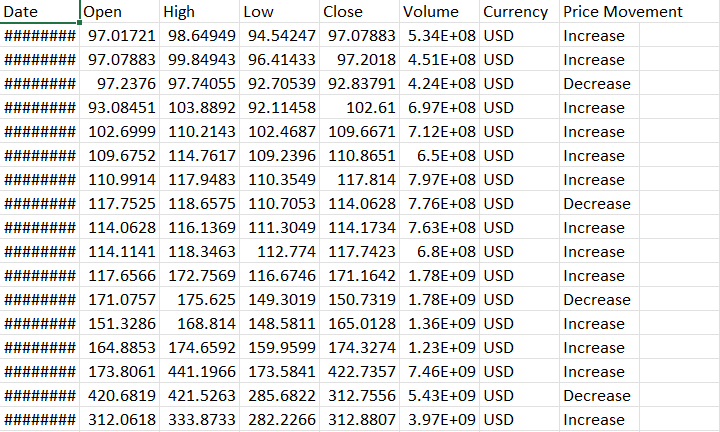 Date Open High Low Close Volume Currency Price Movement
######## 97.01721 98.64949 94.54247 97.07883 5.34E+08 USD Increase
######## 97.07883 99.84943 96.41433 97.2018 4.51E+08 USD Increase
######## 97.2376 97.74055 92.70539 92.83791 4.24E+08 USD Decrease
######## 93.08451 103.8892 92.11458 102.61 6.97E+08 USD Increase
######## 102.6999 110.2143 102.4687 109.6671 7.12E+08 USD Increase
######## 109.6752 114.7617 109.2396 110.8651 6.5E+08 USD Increase
######## 110.9914 117.9483 110.3549 117.814 7.97E+08 USD Increase
######## 117.7525 118.6575 110.7053 114.0628 7.76E+08 USD Decrease
######## 114.0628 116.1369 111.3049 114.1734 7.63E+08 USD Increase
######## 114.1141 118.3463 112.774 117.7423 6.8E+08 USD Increase
######## 117.6566 172.7569 116.6746 171.1642 1.78E+09 USD Increase
######## 171.0757 175.625 149.3019 150.7319 1.78E+09 USD Decrease
######## 151.3286 168.814 148.5811 165.0128 1.36E+09 USD Increase
######## 164.8853 174.6592 159.9599 174.3274 1.23E+09 USD Increase
######## 173.8061 441.1966 173.5841 422.7357 7.46E+09 USD Increase
######## 420.6819 421.5263 285.6822 312.7556 5.43E+09 USD Decrease
######## 312.0618 333.8733 282.2266 312.8807 3.97E+09 USD Increase